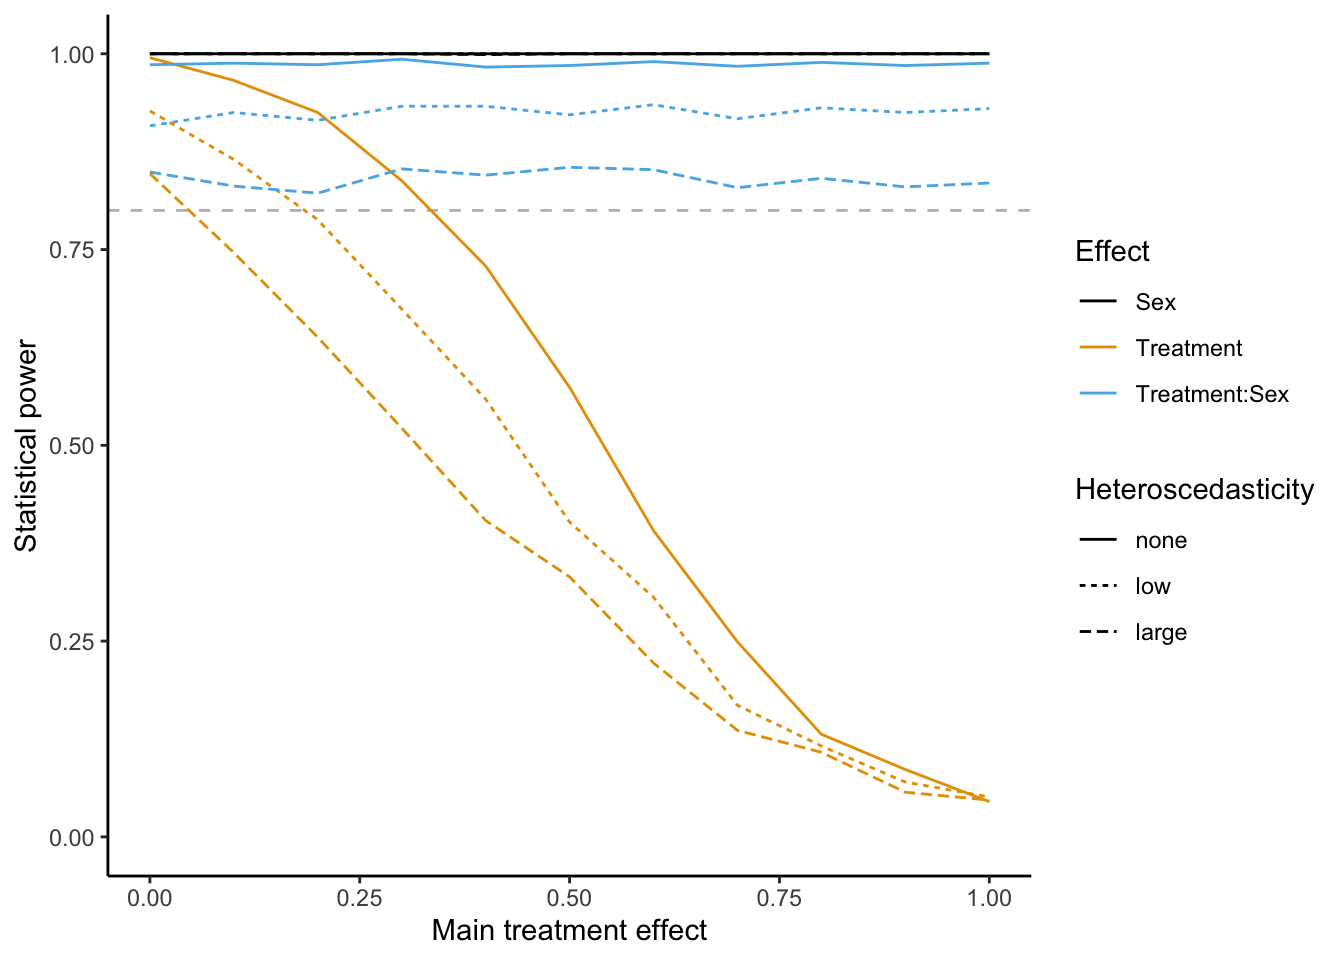 1.00
0.75
0.50
0.25
0.00
Statistical power
0.00
0.25
0.50
0.75
1.00
Main treatment effect
Effect
Sex
Treatment
Treatment:Sex
Heteroscedasticity
none
low
large